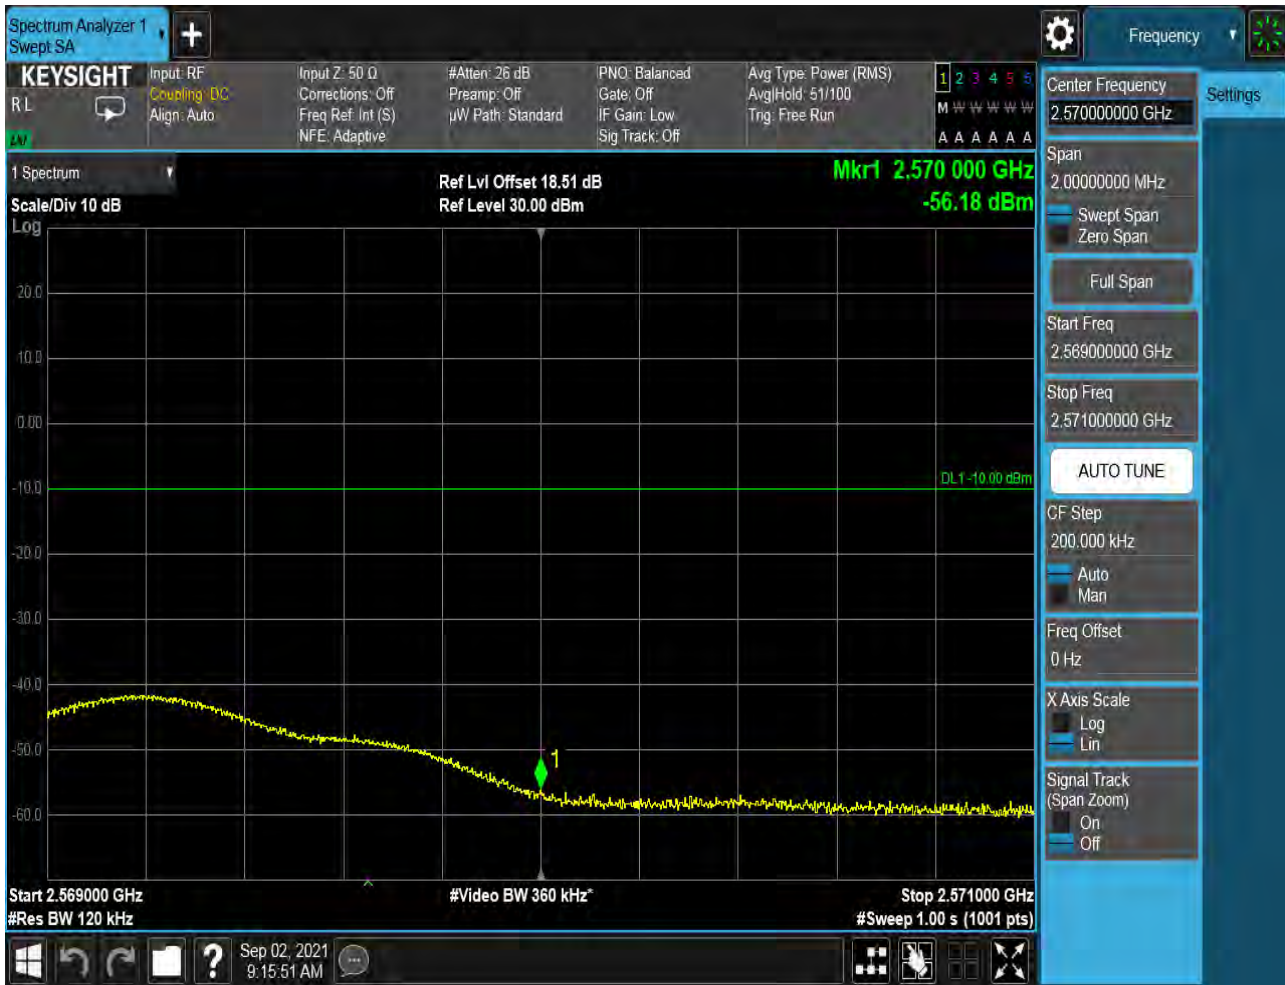 Spectrum Analyzer 1
Swept SA
Frequency
KEYSIGHT
R L
Input: RF
Coupling: DC
Align: Auto
Input Z: 50 Ω
Corrections: Off
Freq Ref: Int (S)
NFE: Adaptive
#Atten: 26 dB
Preamp: Off
µW Path: Standard
PNO: Balanced
Gate: Off
IF Gain: Low
Sig Track: Off
Avg Type: Power (RMS)
Avg|Hold: 51/100
Trig: Free Run
1 2 3 4 5 6
M W W W W W
A A A A A A
1 Spectrum
Scale/Div 10 dB
Ref Lvl Offset 18.51 dB
Ref Level 30.00 dBm
Mkr1 2.570 000 GHz
-56.18 dBm
Log
20.0
10.0
0.00
-10.0
-20.0
-30.0
-40.0
-50.0
-60.0
DL1 -10.00 dBm
1
Start 2.569000 GHz
#Res BW 120 kHz
#Video BW 360 kHz*
Stop 2.571000 GHz
#Sweep 1.00 s (1001 pts)
Sep 02, 2021
9:15:51 AM
Center Frequency
2.570000000 GHz
Settings
Span
2.00000000 MHz
Swept Span
Zero Span
Full Span
Start Freq
2.569000000 GHz
Stop Freq
2.571000000 GHz
AUTO TUNE
CF Step
200.000 kHz
Auto
Man
Freq Offset
0 Hz
X Axis Scale
Log
Lin
Signal Track
(Span Zoom)
On
Off